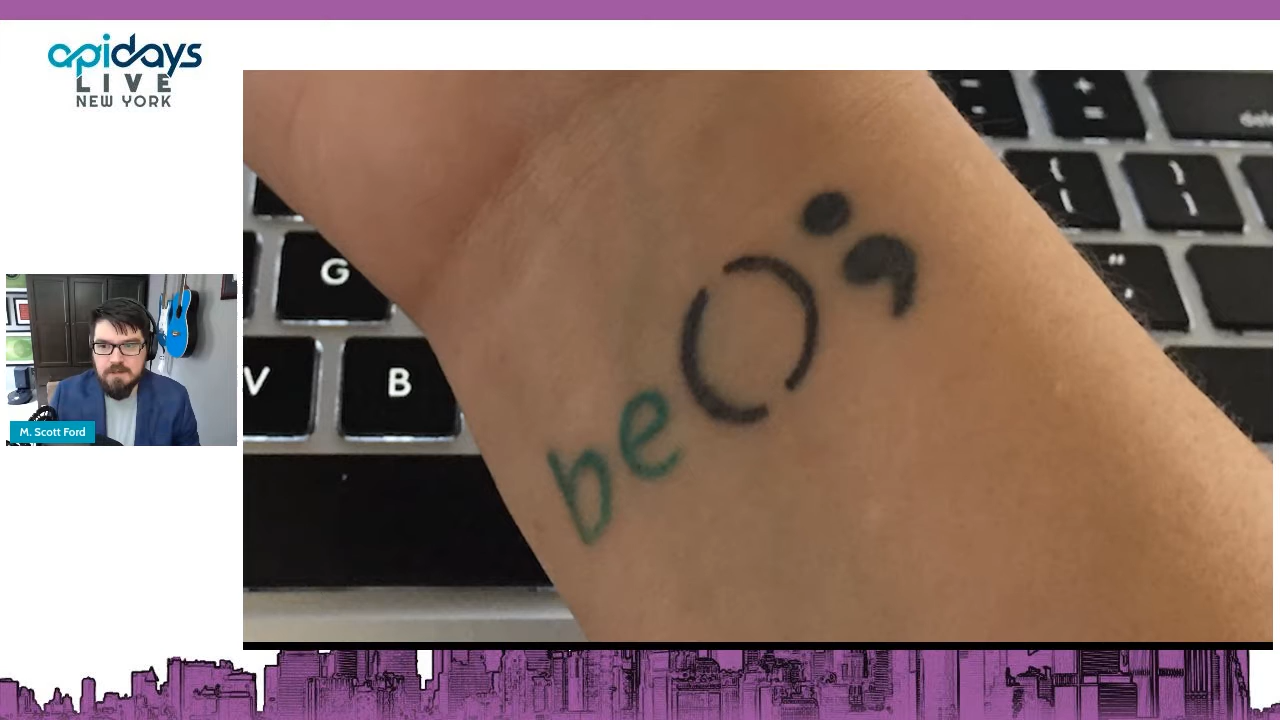 apidays
LIVE
NEW YORK
be();
M. Scott Ford
G
V
B
-
+
=
{
[
}
]
"
'